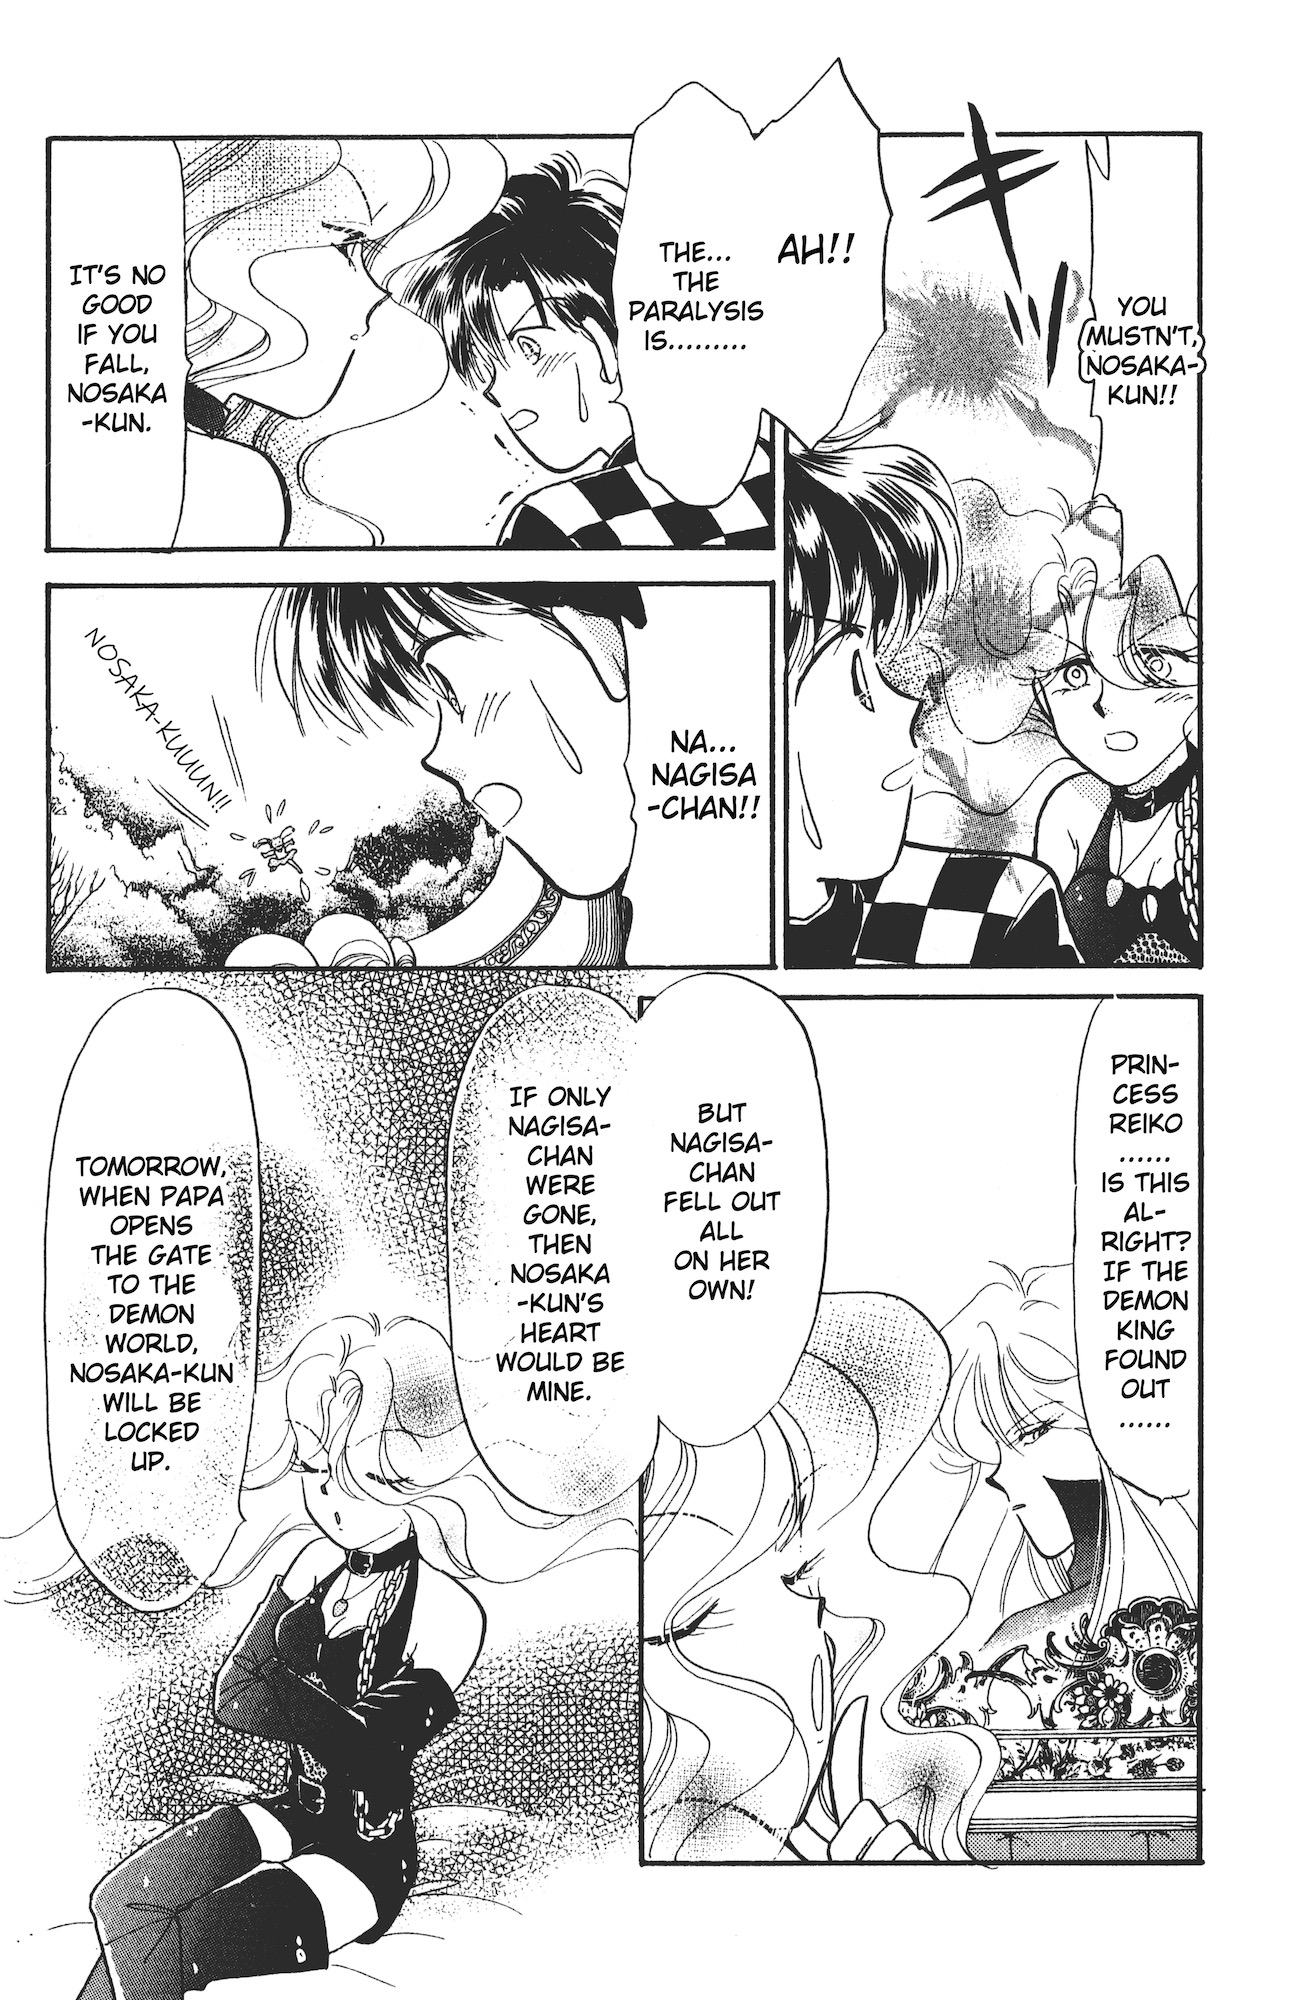 YOU
MUSTN'T,
NOSAKA-
KUN!!
AH!!
THE...
THE
PARALYSIS
IS.........
IT'S NO
GOOD
IF YOU
FALL,
NOSAKA
-KUN.
NA...
NAGISA
-CHAN!!
NOSAKA-KUUUN!!
PRIN-
CESS
REIKO
......
IS THIS
AL-
RIGHT?
IF THE
DEMON
KING
FOUND
OUT
......
BUT
NAGISA-
CHAN
FELL OUT
ALL
ON HER
OWN!
IF ONLY
NAGISA-
CHAN
WERE
GONE,
THEN
NOSAKA
-KUN'S
HEART
WOULD BE
MINE.
TOMORROW,
WHEN PAPA
OPENS
THE GATE
TO THE
DEMON
WORLD,
NOSAKA-KUN
WILL BE
LOCKED
UP.